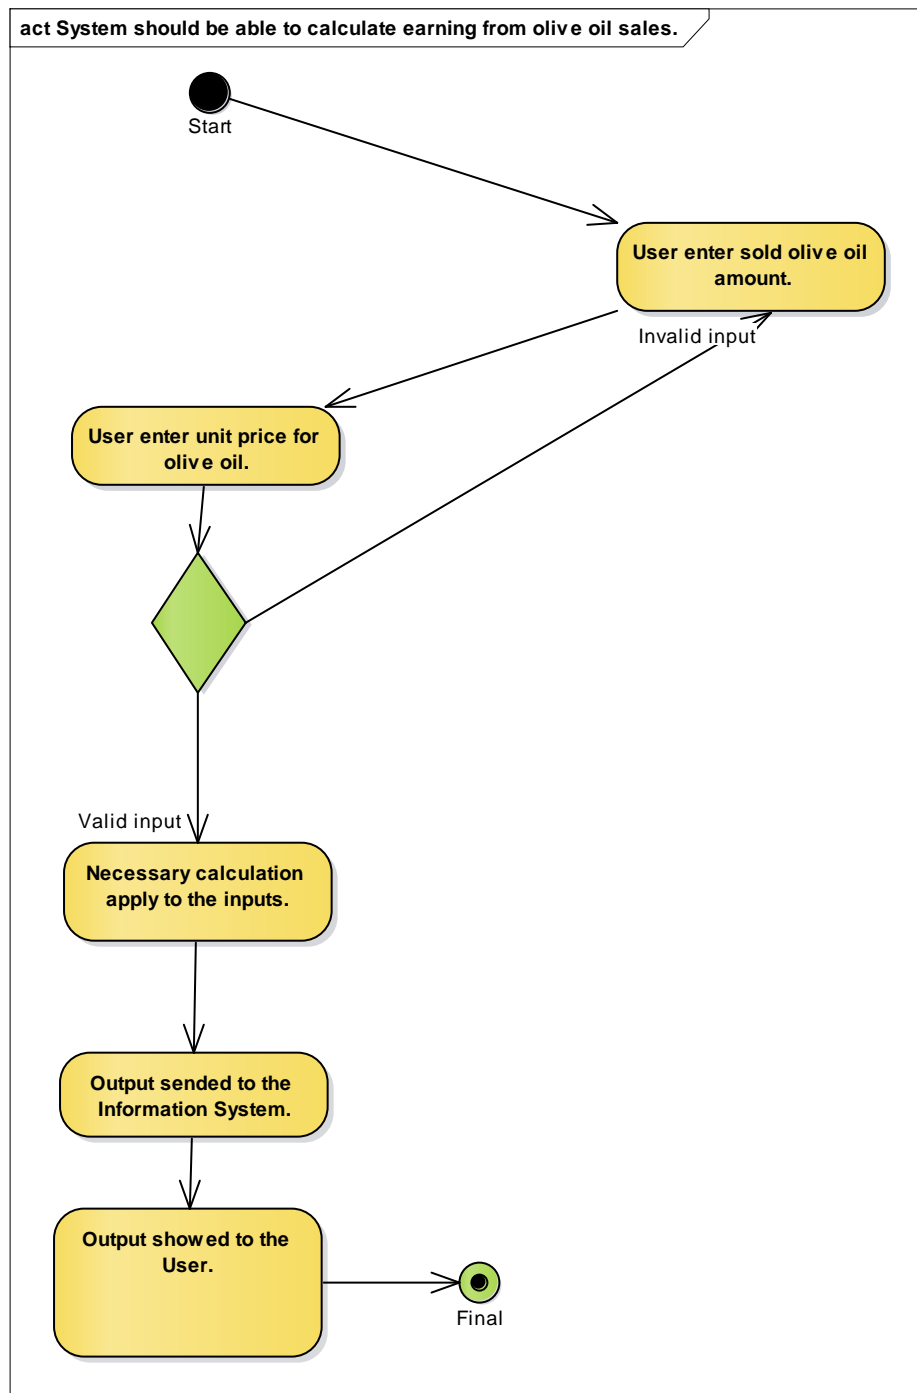 act System should be able to calculate earning from olive oil sales.
Start
User enter sold olive oil
amount.
Invalid input
User enter unit price for
olive oil.
Valid input
Necessary calculation
apply to the inputs.
Output sended to the
Information System.
Output showed to the
User.
Final